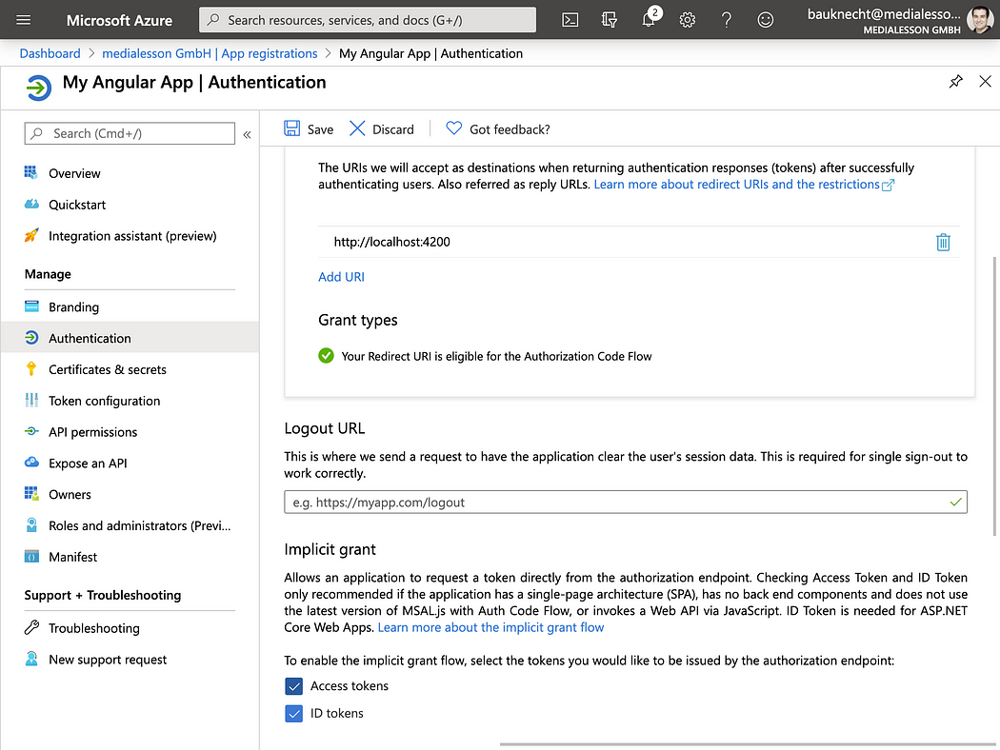 Microsoft Azure
Search resources, services, and docs (G+/)
2
bauknecht@medialesso...
MEDIALESSON GMBH
Dashboard > medialesson GmbH | App registrations > My Angular App | Authentication
My Angular App | Authentication
Search (Cmd+/)
«
Overview
Quickstart
Integration assistant (preview)
Manage
Branding
Authentication
Certificates & secrets
Token configuration
API permissions
Expose an API
Owners
Roles and administrators (Previ...
Manifest
Support + Troubleshooting
Troubleshooting
New support request
Save
Discard
Got feedback?
The URIs we will accept as destinations when returning authentication responses (tokens) after successfully
authenticating users. Also referred as reply URLs. Learn more about redirect URIs and the restrictions
http://localhost:4200
Add URI
Grant types
Your Redirect URI is eligible for the Authorization Code Flow
Logout URL
This is where we send a request to have the application clear the user's session data. This is required for single sign-out to
work correctly.
e.g. https://myapp.com/logout
Implicit grant
Allows an application to request a token directly from the authorization endpoint. Checking Access Token and ID Token
only recommended if the application has a single-page architecture (SPA), has no back end components and does not use
the latest version of MSAL.js with Auth Code Flow, or invokes a Web API via JavaScript. ID Token is needed for ASP.NET
Core Web Apps. Learn more about the implicit grant flow
To enable the implicit grant flow, select the tokens you would like to be issued by the authorization endpoint:
Access tokens
ID tokens